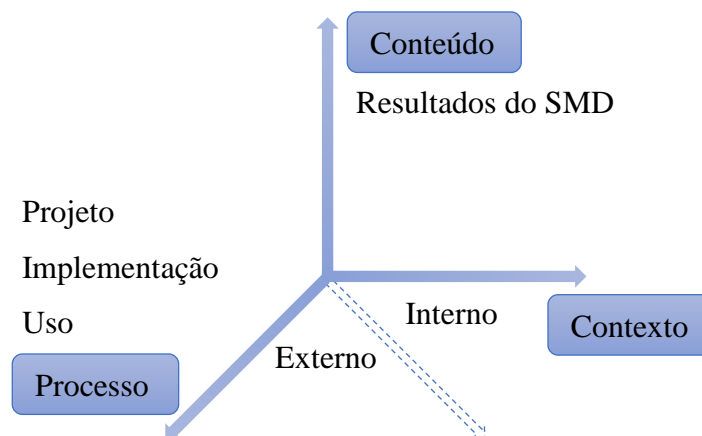 Conteúdo
Resultados do SMD
Projeto
Implementação
Uso
Interno
Contexto
Externo
Processo